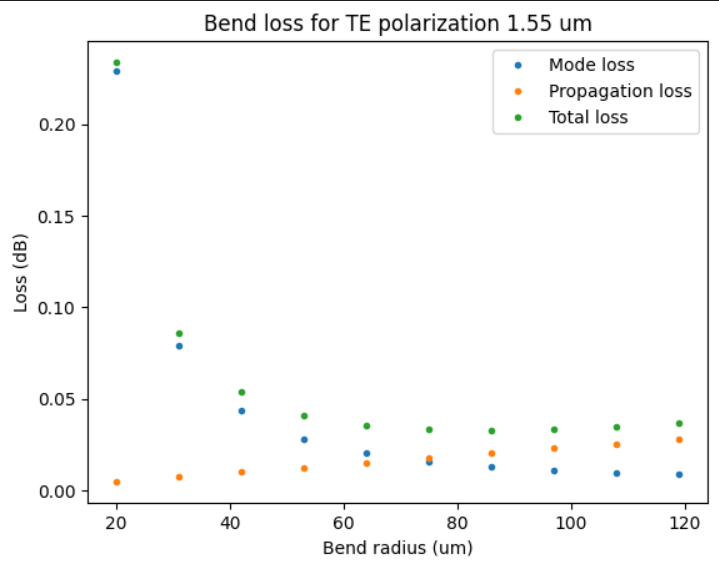 Bend loss for TE polarization 1.55 um
Mode loss
Propagation loss
Total loss
Loss (dB)
0.20
0.15
0.10
0.05
0.00
20 40 60 80 100 120
Bend radius (um)